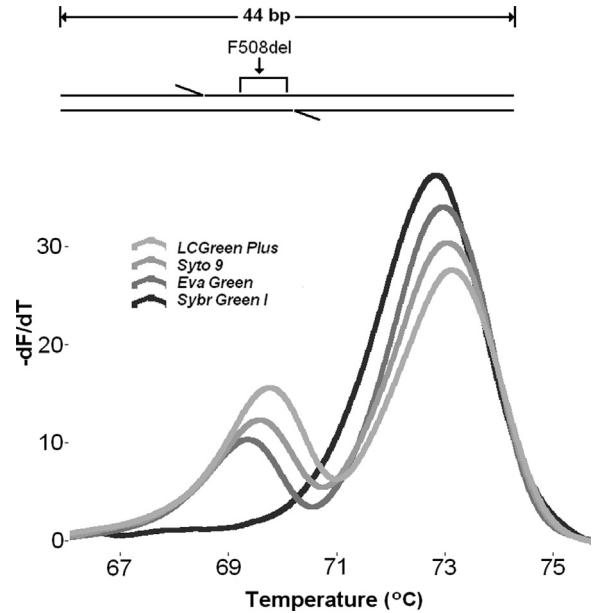 44 bp
F508del
30
20
10
0
-dF/dT
LCGreen Plus
Syto 9
Eva Green
Sybr Green I
67 69 71 73 75
Temperature (°C)